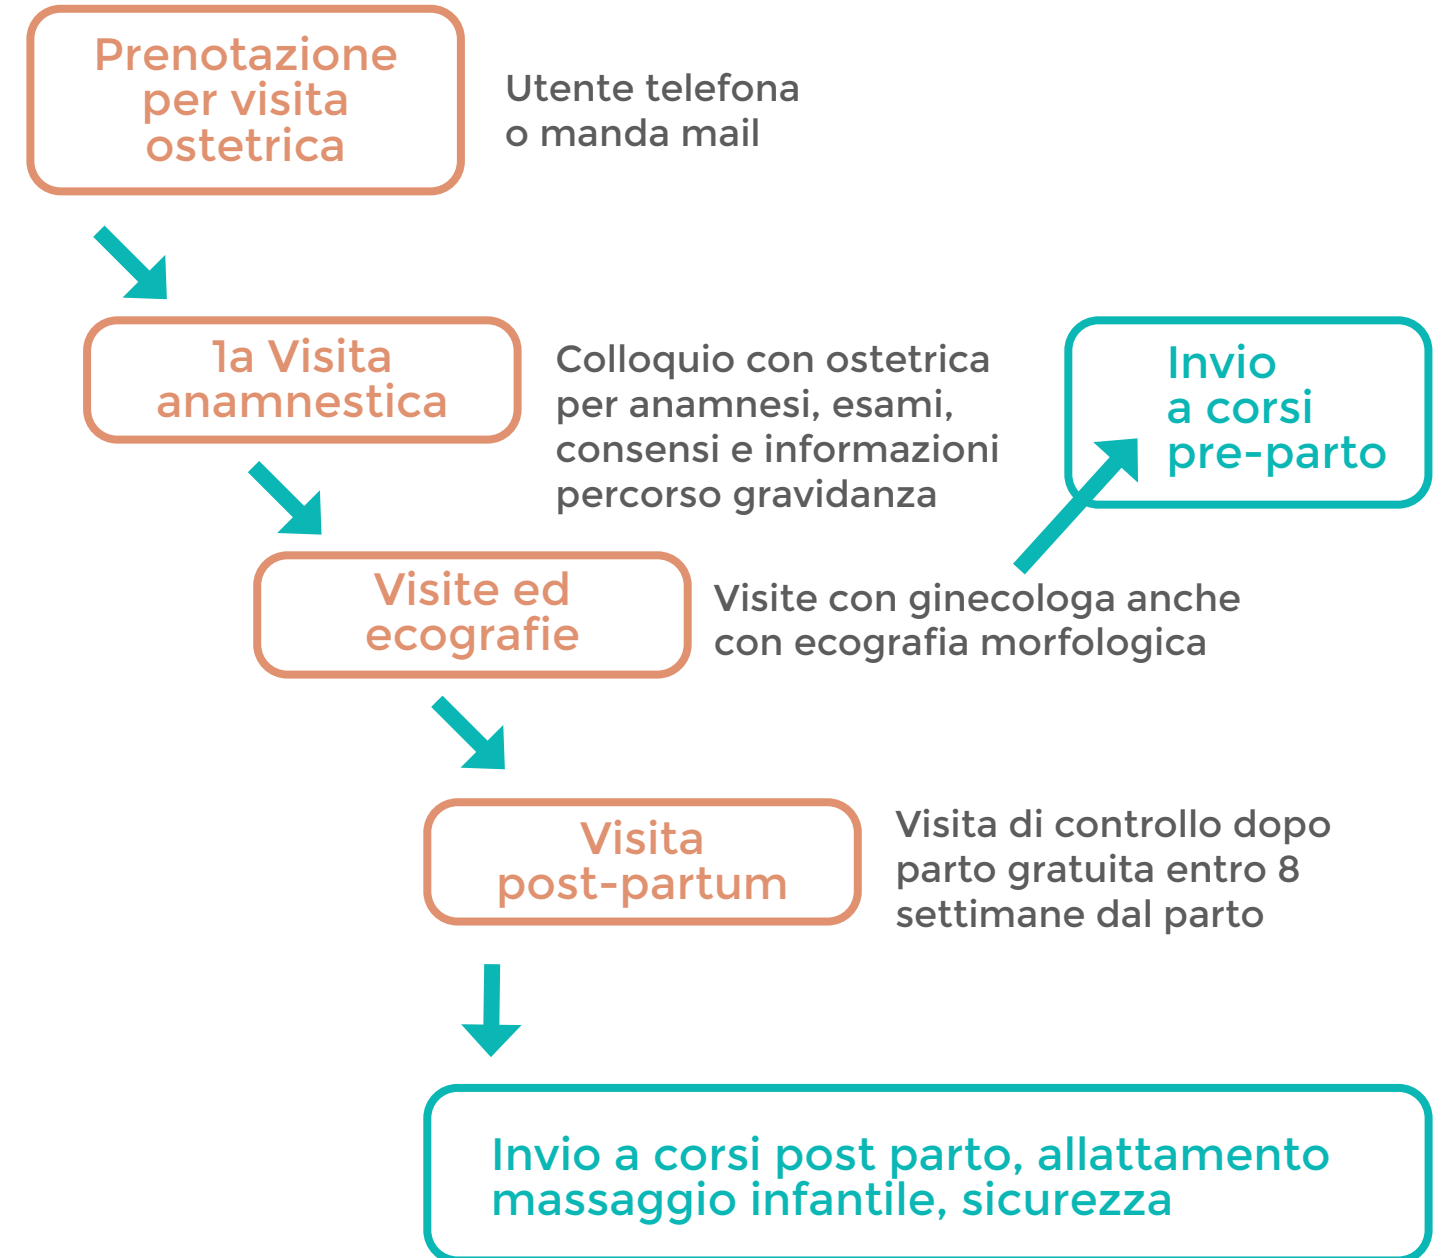 Prenotazione
per visita
ostetrica
Utente telefona
o manda mail
1a Visita
anamnestica
Colloquio con ostetrica
per anamnesi, esami,
consensi e informazioni
percorso gravidanza
Invio
a corsi
pre-parto
Visite ed
ecografie
Visite con ginecologa anche
con ecografia morfologica
Visita
post-partum
Visita di controllo dopo
parto gratuita entro 8
settimane dal parto
Invio a corsi post parto, allattamento
massaggio infantile, sicurezza